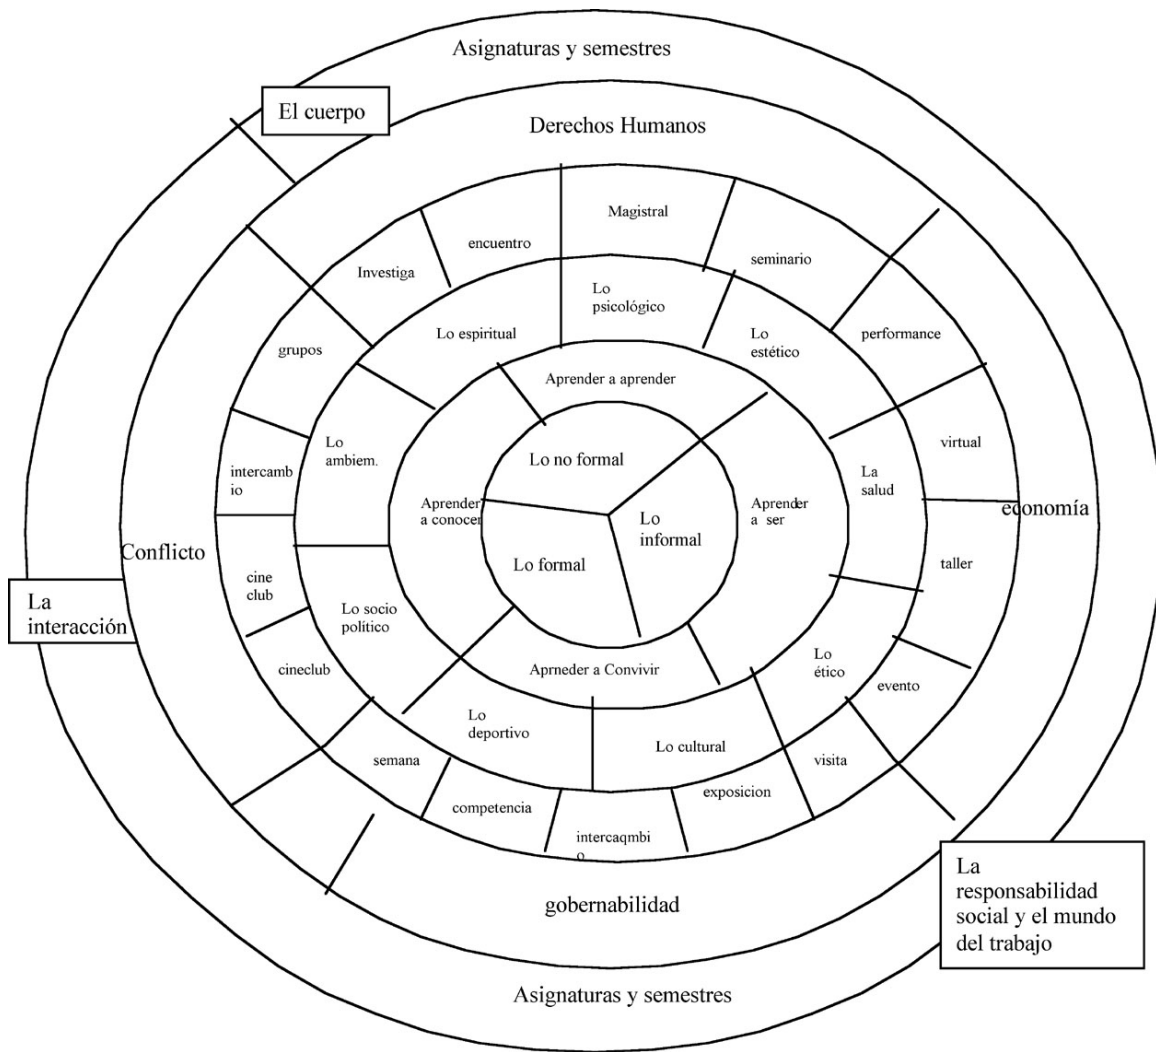 Asignaturas y semestres
El cuerpo
Derechos Humanos
Magistral
encuentro
seminario
Investiga
Lo
psicológico
Lo espiritual
Lo
estético
performance
grupos
Aprender a aprender
Lo
ambiem.
virtual
Lo no formal
intercamb
io
La
salud
Aprender
a conocer
Aprender
a ser
Lo
informal
economía
Conflicto
Lo formal
taller
cine
club
La
interacción
Lo socio
político
Lo
ético
cineclub
Aprneder a Convivir
evento
Lo
deportivo
Lo cultural
semana
visita
exposicion
competencia
intercaqmbi
o
La
responsabilidad
social y el mundo
del trabajo
gobernabilidad
Asignaturas y semestres